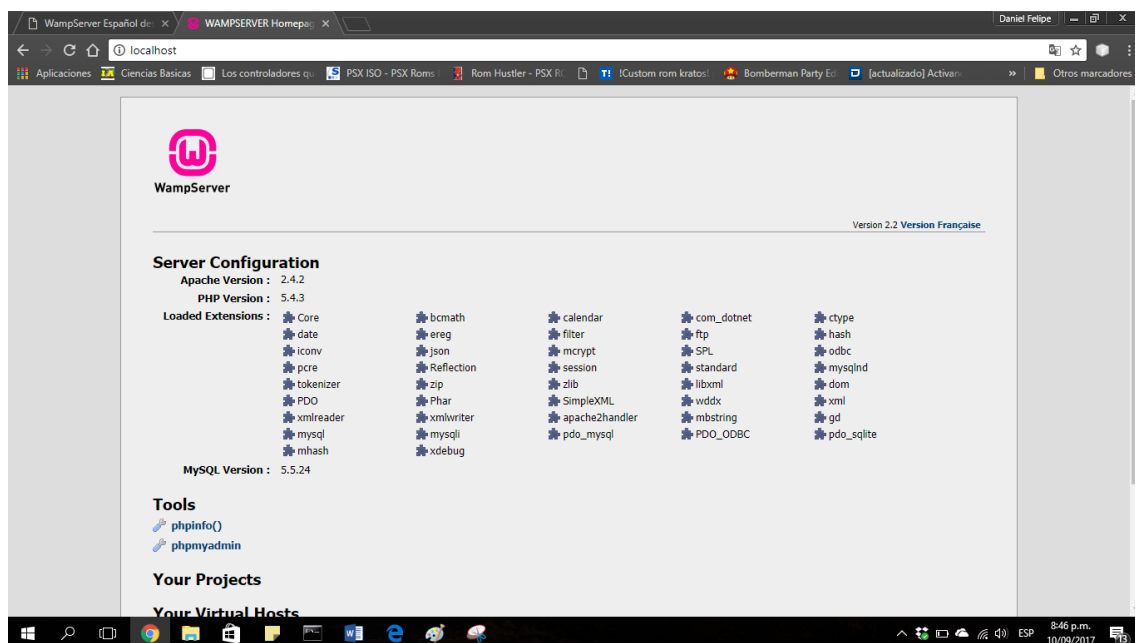 WampServer Español de
WAMPSERVER Homepag
Daniel Felipe
localhost
Aplicaciones
Ciencias Basicas
Los controladores qu
PSX ISO - PSX Roms
Rom Hustler - PSX R
!Custom rom kratos!
Bomberman Party Ed
[actualizado] Activan
»
Otros marcadores
WampServer
Version 2.2 Version Française
Server Configuration
Apache Version : 2.4.2
PHP Version : 5.4.3
Loaded Extensions : Core bcmath calendar com_dotnet ctype
date ereg filter ftp hash
iconv json mcrypt SPL odbc
pcre Reflection session standard mysqlnd
tokenizer zip zlib libxml dom
PDO Phar SimpleXML wddx xml
xmlreader xmlwriter apache2handler mbstring gd
mysql mysqli pdo_mysql PDO_ODBC pdo_sqlite
mhash xdebug
MySQL Version : 5.5.24
Tools
phpinfo()
phpmyadmin
Your Projects
Your Virtual Hosts
ESP
8:46 p.m.
10/09/2017
13